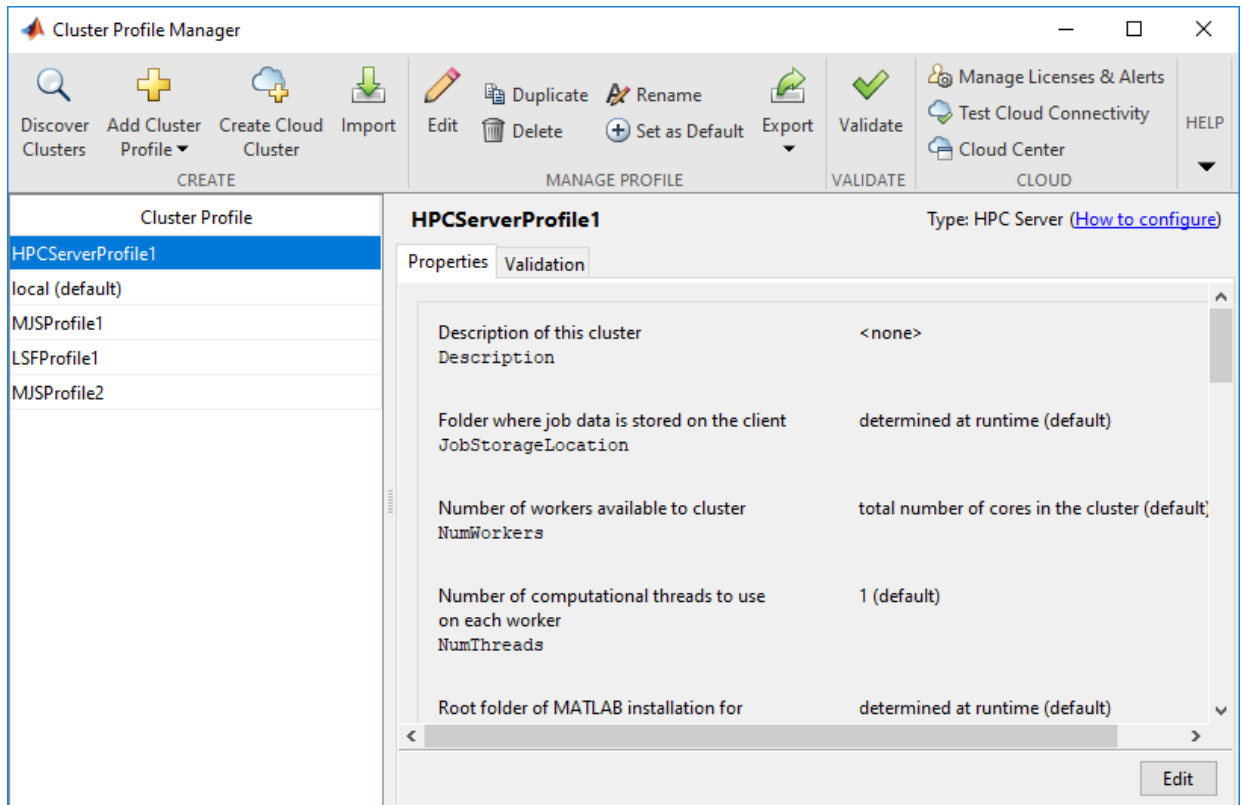 Cluster Profile Manager
Discover Clusters
Add Cluster Profile
Create Cloud Cluster
Import
CREATE
Edit
Duplicate
Delete
Rename
Set as Default
Export
MANAGE PROFILE
Validate
VALIDATE
Manage Licenses & Alerts
Test Cloud Connectivity
Cloud Center
CLOUD
HELP
Cluster Profile
HPCServerProfile1
local (default)
MJSProfile1
LSFProfile1
MJSProfile2
HPCServerProfile1
Type: HPC Server (How to configure)
Properties
Validation
Description of this cluster <none>
Description
Folder where job data is stored on the client determined at runtime (default)
JobStorageLocation
Number of workers available to cluster total number of cores in the cluster (default)
NumWorkers
Number of computational threads to use 1 (default)
on each worker
NumThreads
Root folder of MATLAB installation for determined at runtime (default)
Edit